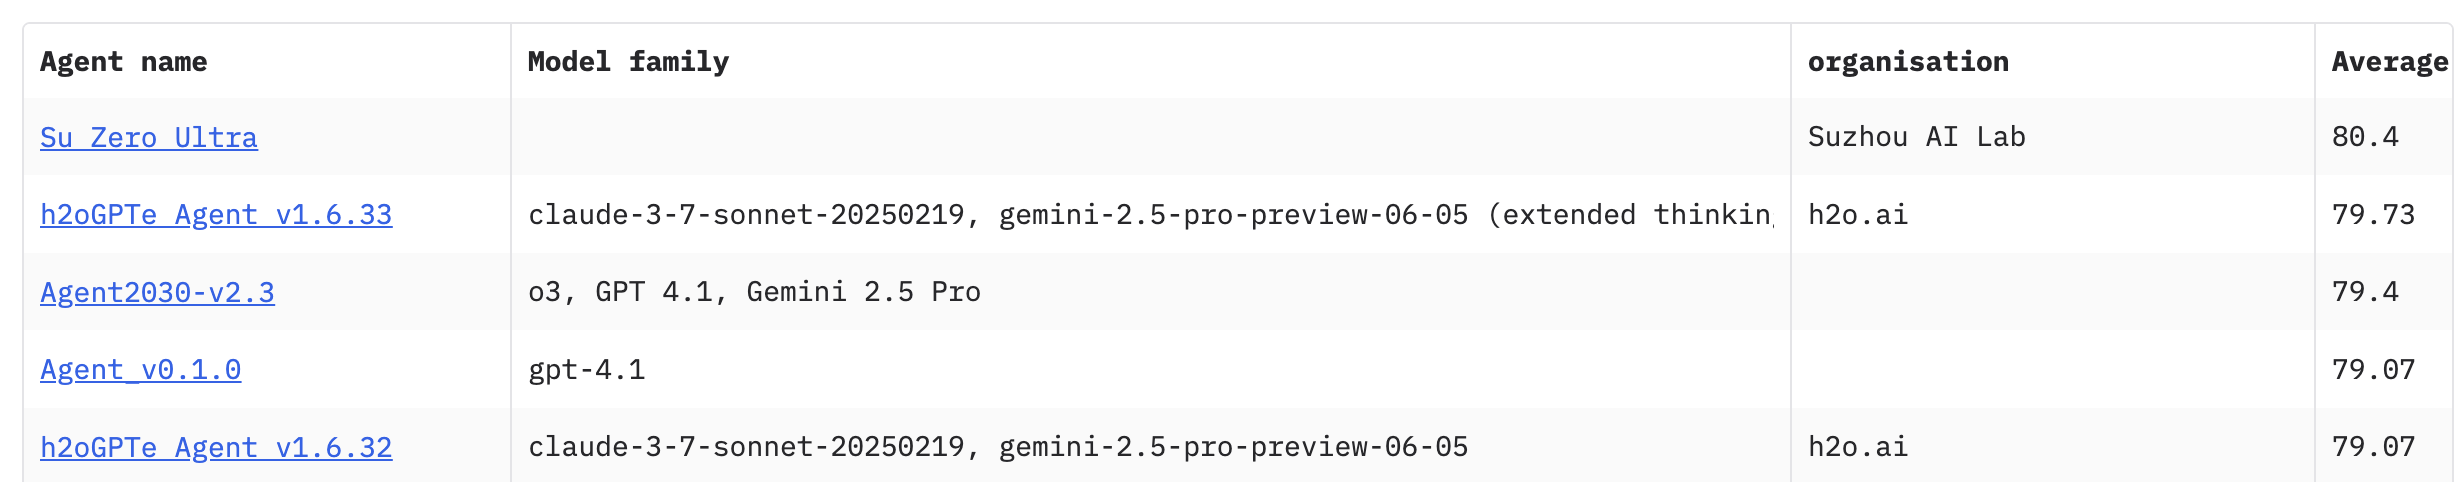 Agent name Model family organisation Average
Su Zero Ultra Suzhou AI Lab 80.4
h2oGPTe Agent v1.6.33 claude-3-7-sonnet-20250219, gemini-2.5-pro-preview-06-05 (extended thinkin h2o.ai 79.73
Agent2030-v2.3 o3, GPT 4.1, Gemini 2.5 Pro 79.4
Agent_v0.1.0 gpt-4.1 79.07
h2oGPTe Agent v1.6.32 claude-3-7-sonnet-20250219, gemini-2.5-pro-preview-06-05 h2o.ai 79.07